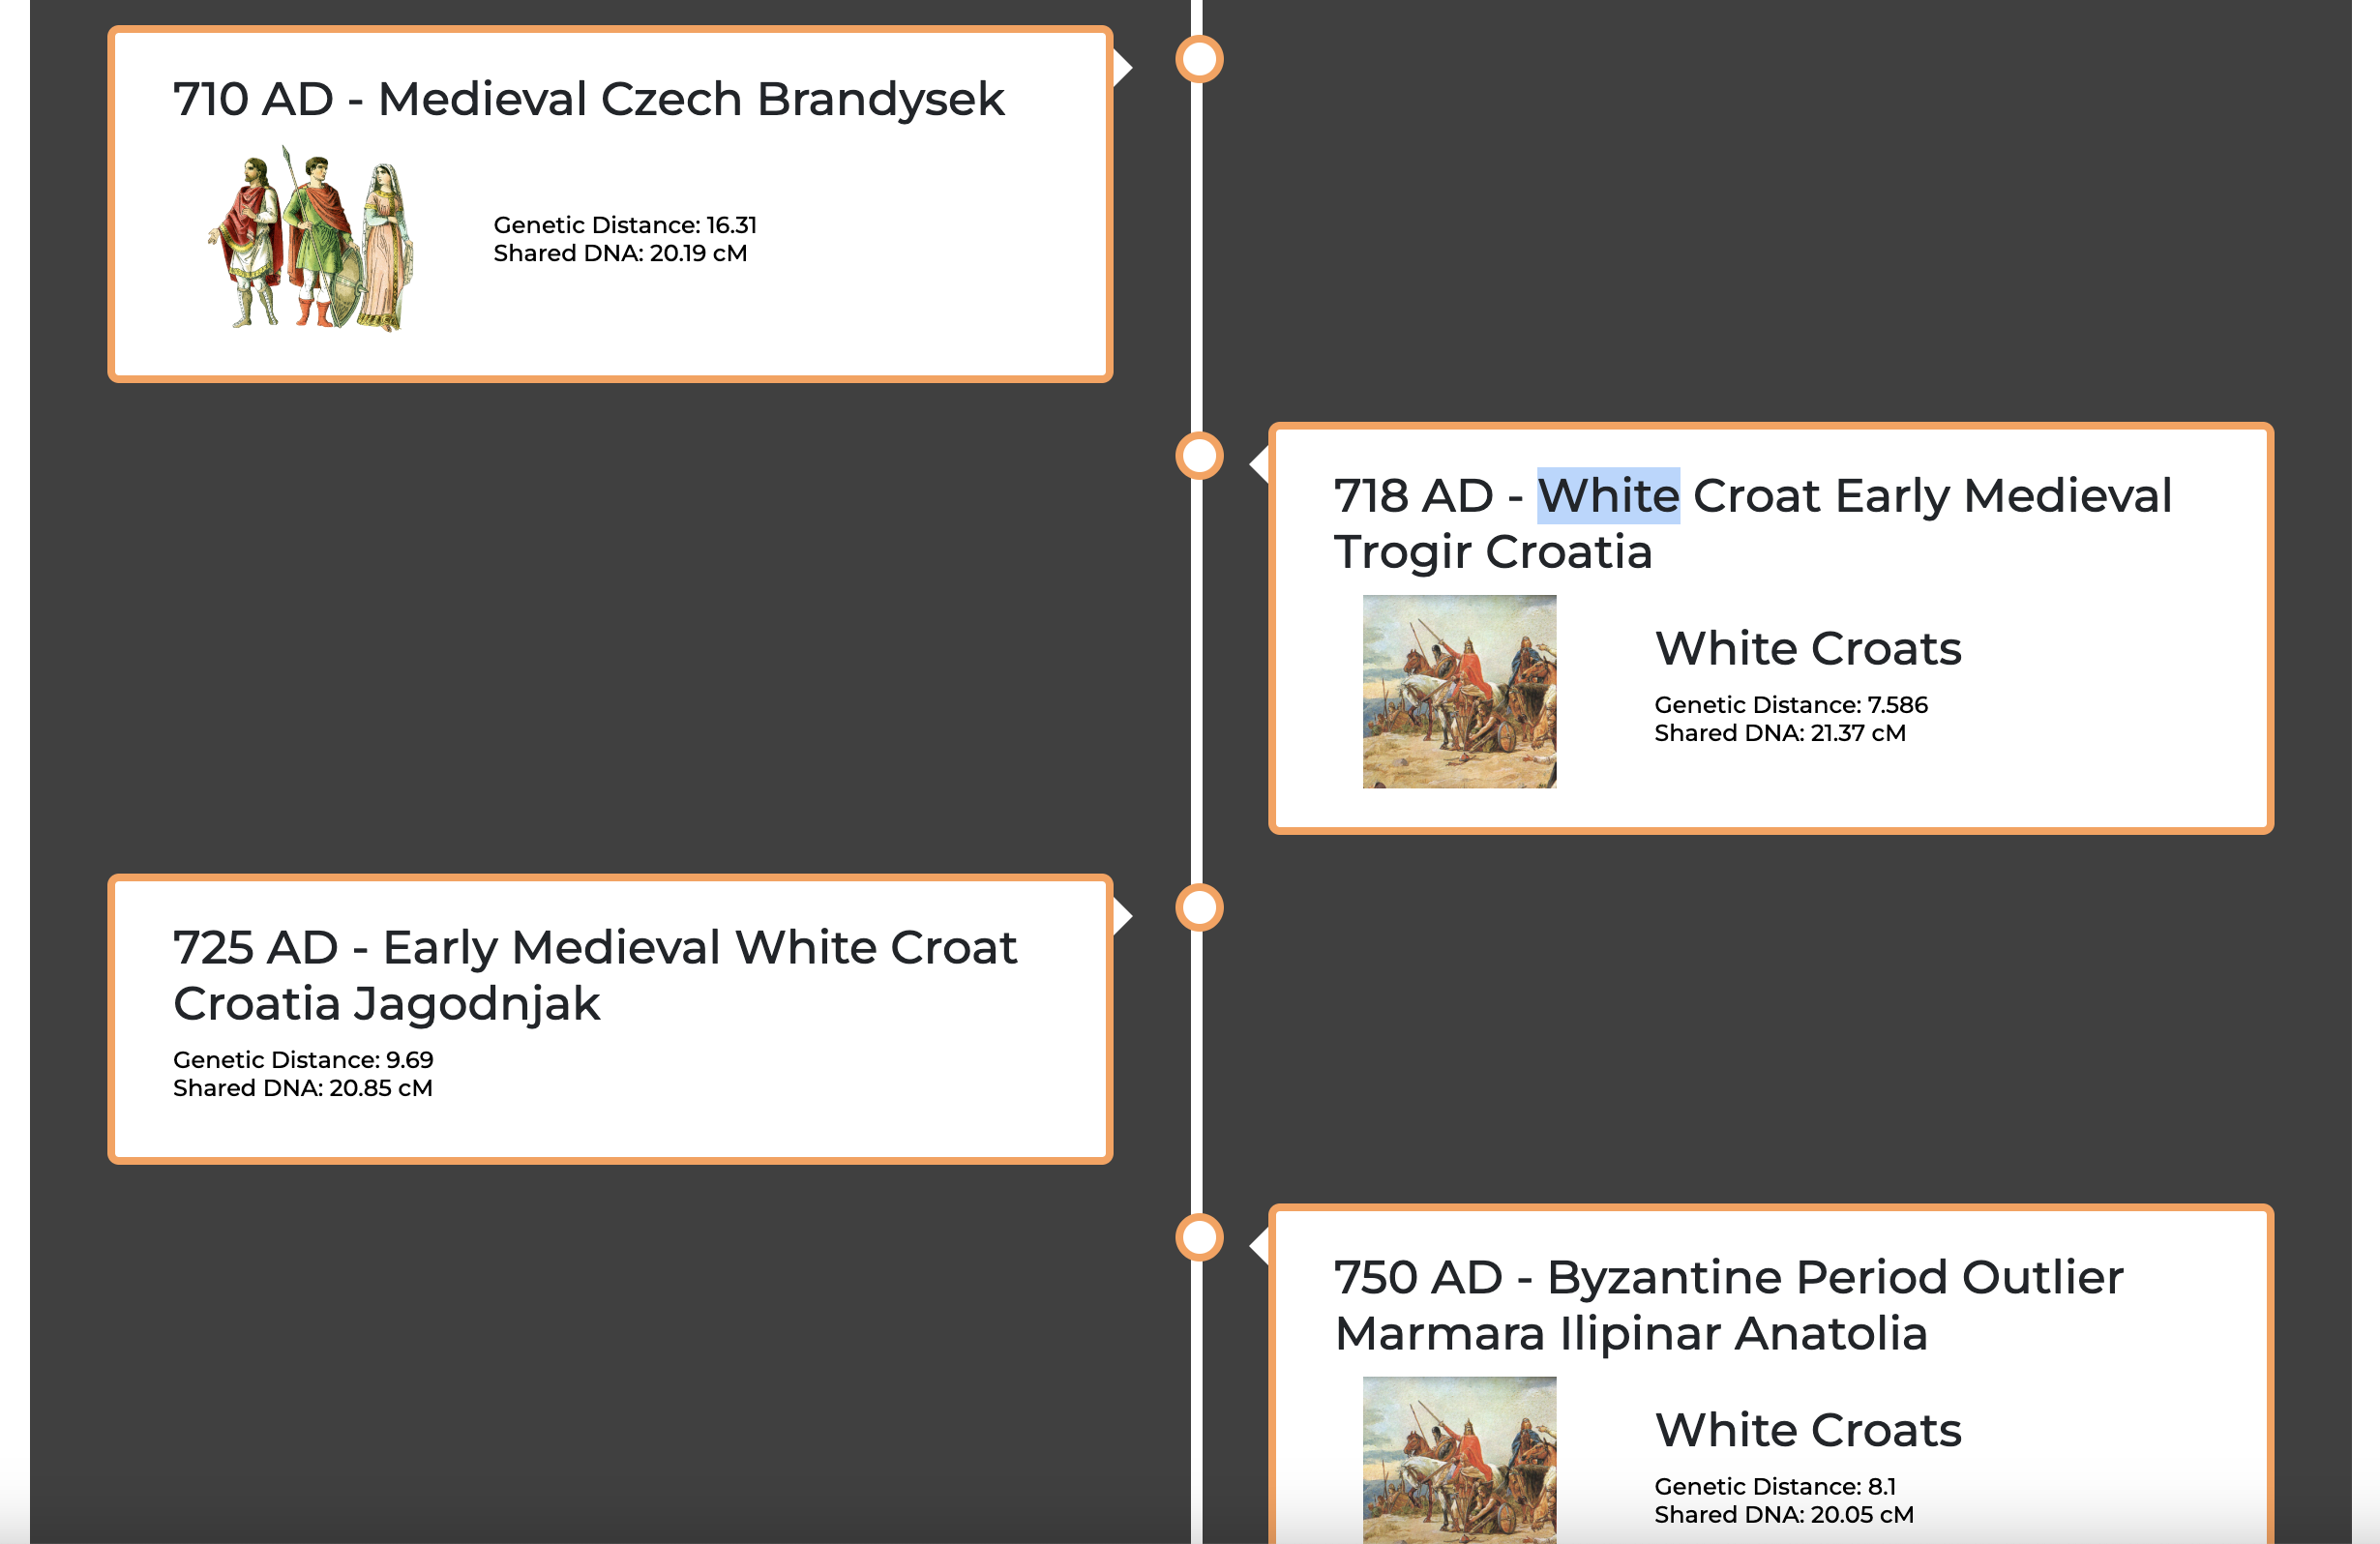 710 AD - Medieval Czech Brandysek
Genetic Distance: 16.31
Shared DNA: 20.19 cM
718 AD - White Croat Early Medieval
Trogir Croatia
White Croats
Genetic Distance: 7.586
Shared DNA: 21.37 cM
725 AD - Early Medieval White Croat
Croatia Jagodnjak
Genetic Distance: 9.69
Shared DNA: 20.85 cM
750 AD - Byzantine Period Outlier
Marmara Ilipinar Anatolia
White Croats
Genetic Distance: 8.1
Shared DNA: 20.05 cM